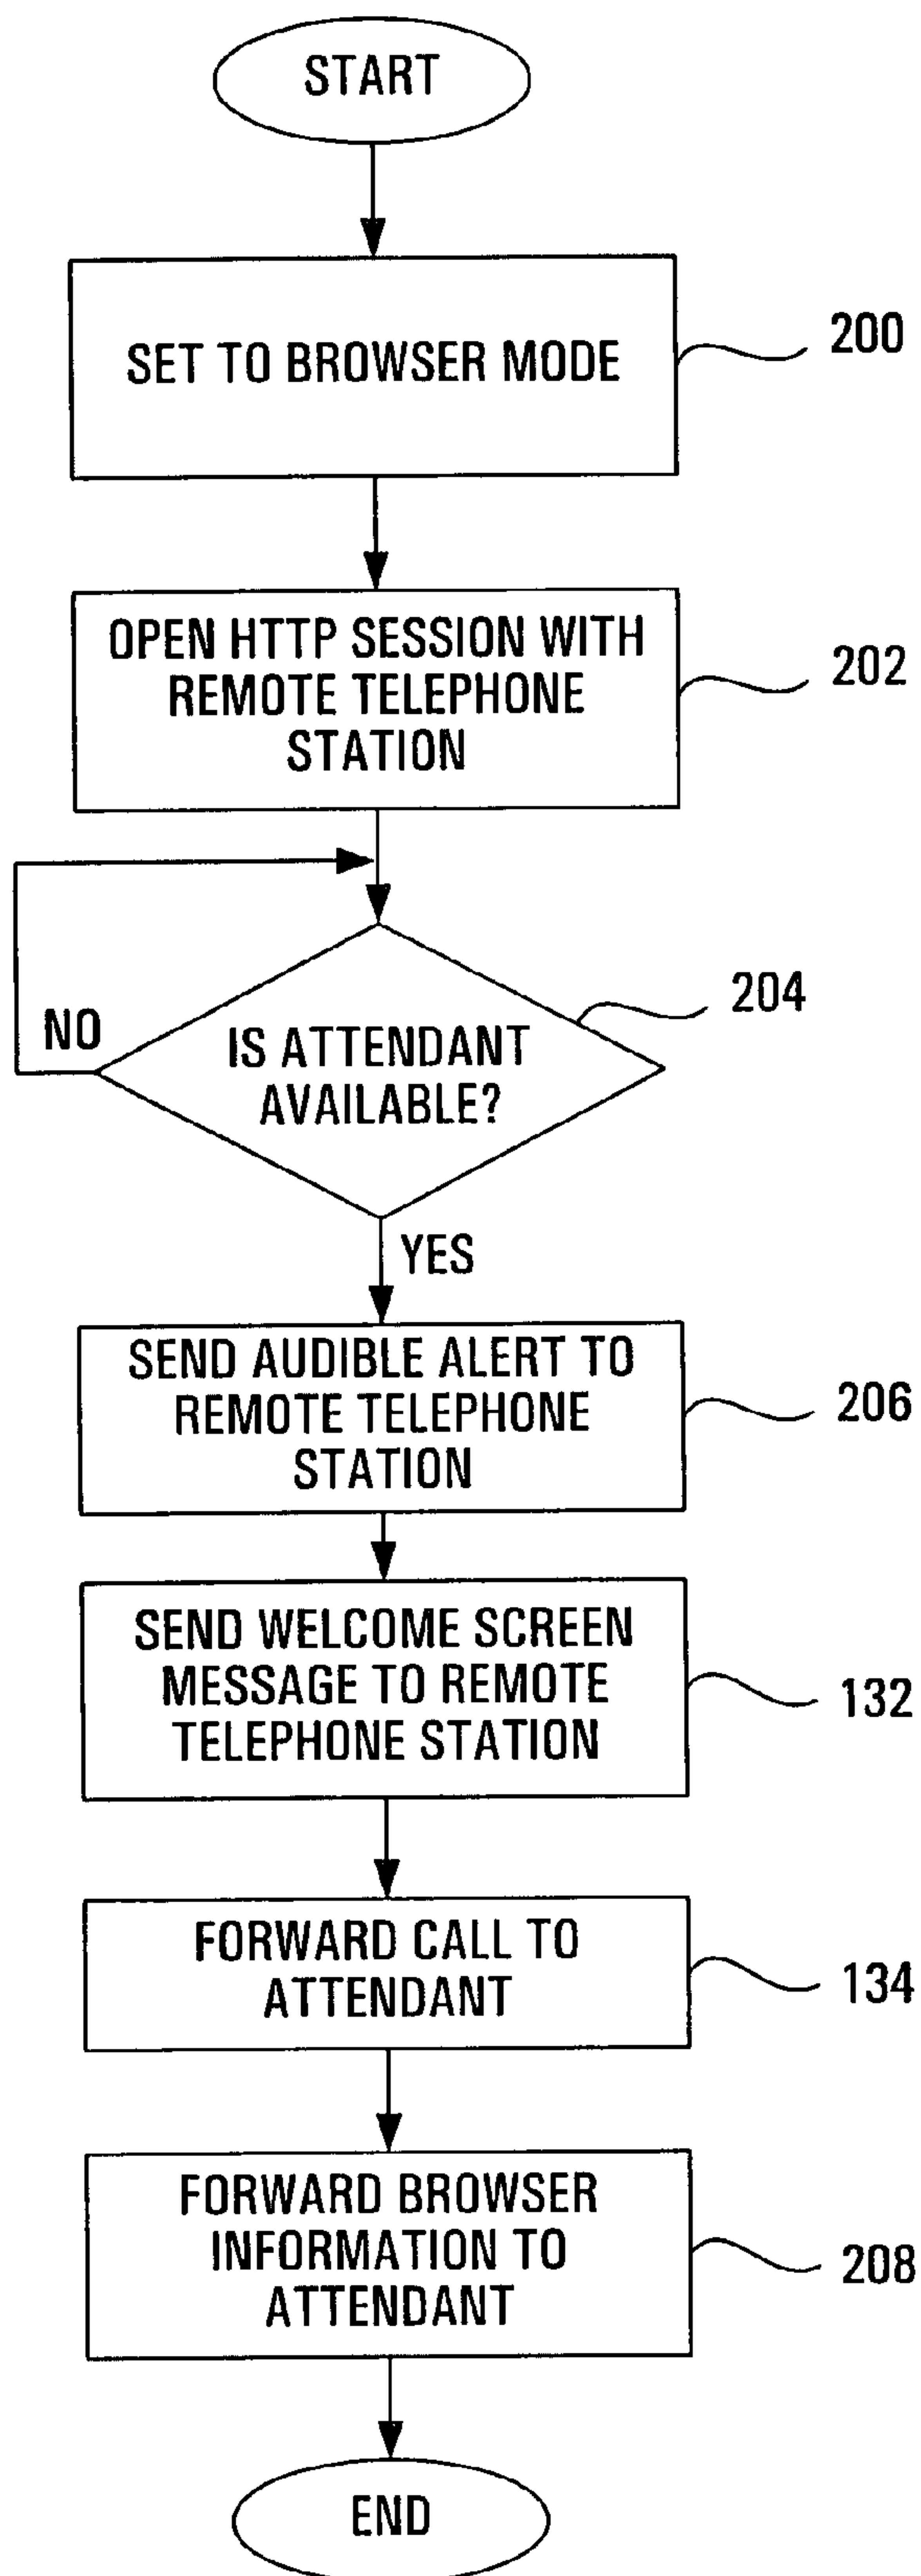 START
SET TO BROWSER MODE
200
OPEN HTTP SESSION WITH
REMOTE TELEPHONE
STATION
202
NO
IS ATTENDANT
AVAILABLE?
204
YES
SEND AUDIBLE ALERT TO
REMOTE TELEPHONE
STATION
206
SEND WELCOME SCREEN
MESSAGE TO REMOTE
TELEPHONE STATION
132
FORWARD CALL TO
ATTENDANT
134
FORWARD BROWSER
INFORMATION TO
ATTENDANT
208
END